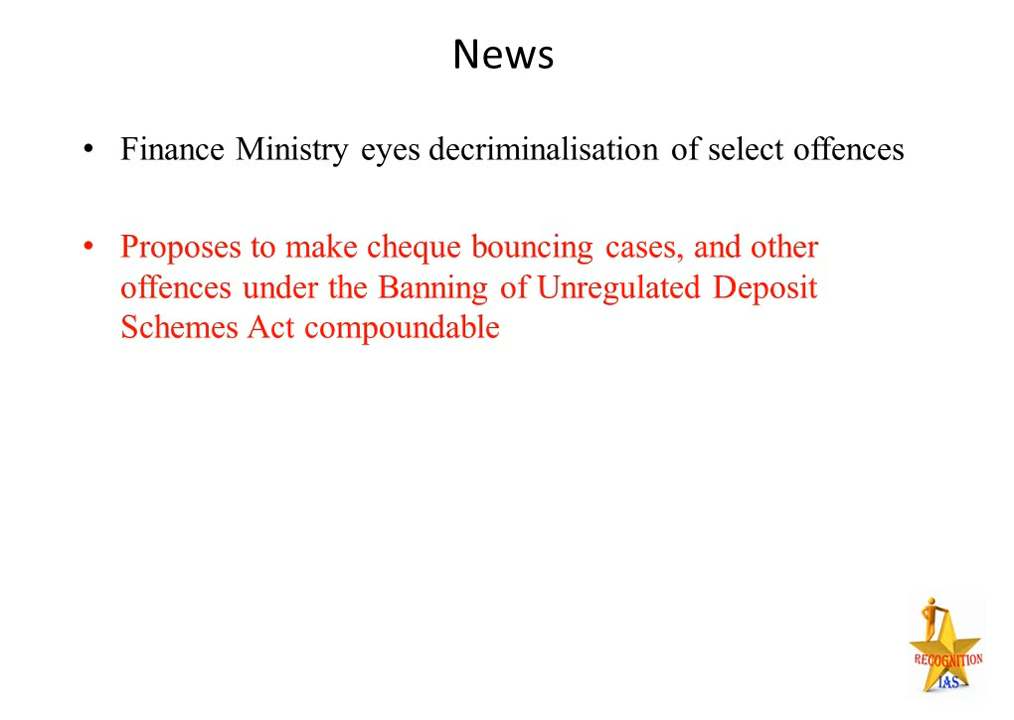 News
• Finance Ministry eyes decriminalisation of select offences
• Proposes to make cheque bouncing cases, and other
offences under the Banning of Unregulated Deposit
Schemes Act compoundable
RECOGNITION
IAS